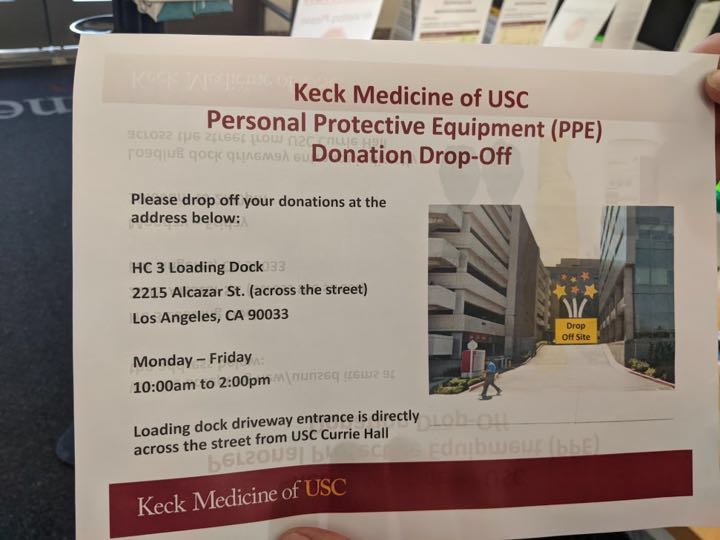 Keck Medicine of USC
Personal Protective Equipment (PPE)
Donation Drop-Off
Please drop off your donations at the
address below:
HC 3 Loading Dock
2215 Alcazar St. (across the street)
Los Angeles, CA 90033
Monday – Friday
10:00am to 2:00pm
Loading dock driveway entrance is directly
across the street from USC Currie Hall
Drop
Off Site
Keck Medicine of USC